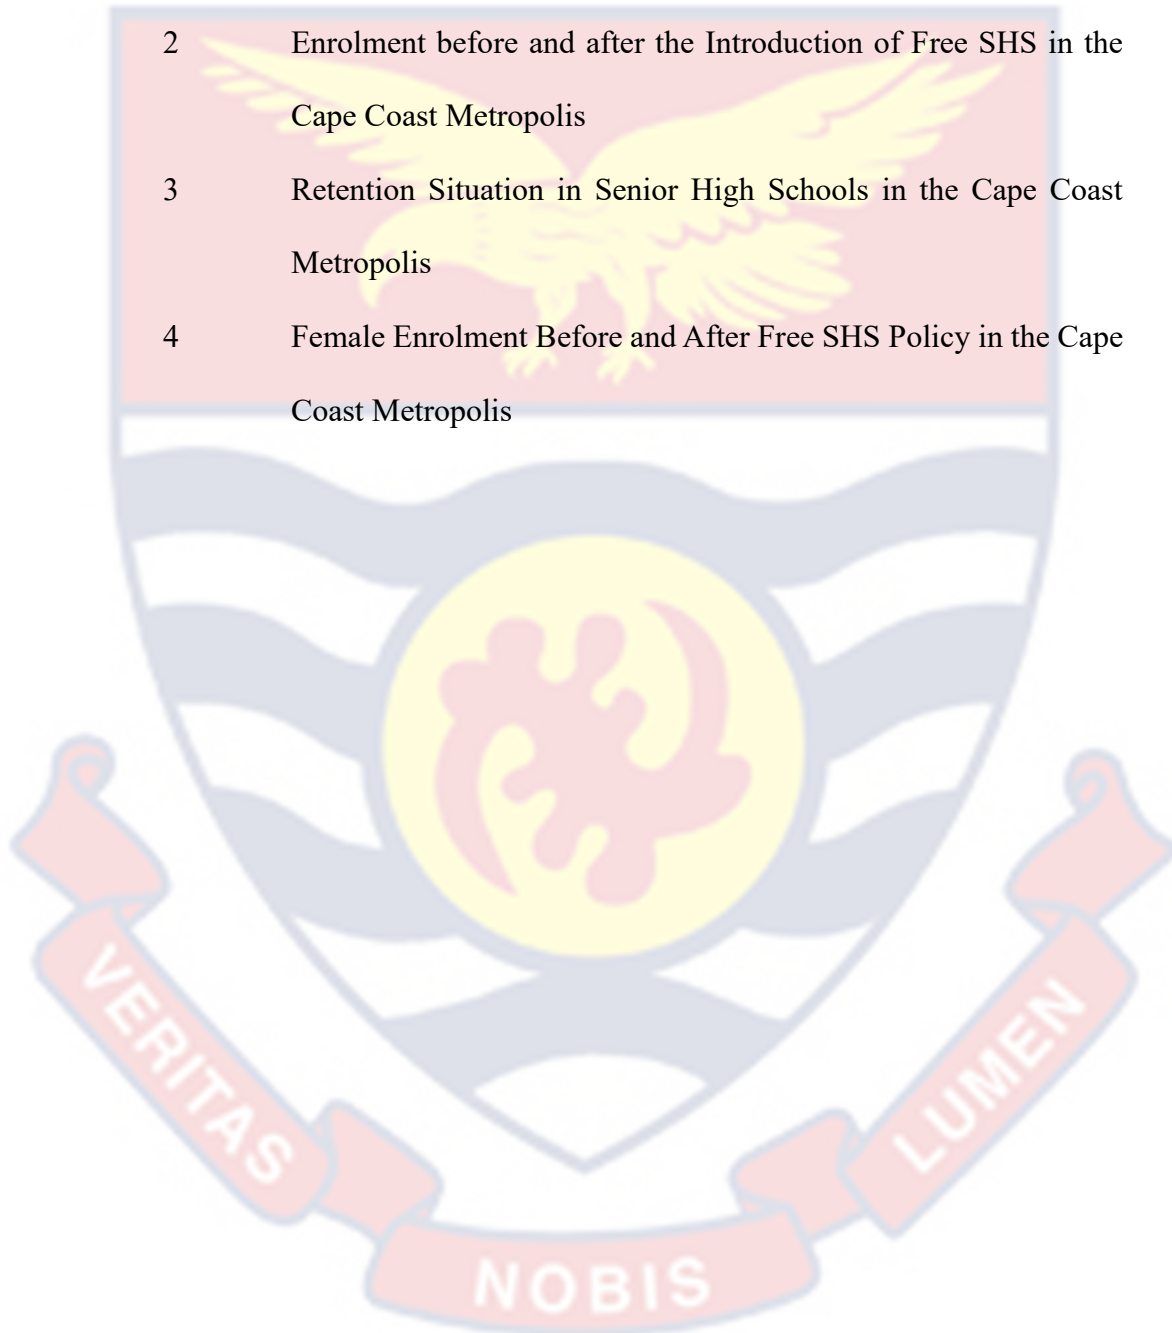 2 Enrolment before and after the Introduction of Free SHS in the
Cape Coast Metropolis
3 Retention Situation in Senior High Schools in the Cape Coast
Metropolis
4 Female Enrolment Before and After Free SHS Policy in the Cape
Coast Metropolis
VERITAS
NOBIS
LUMEN